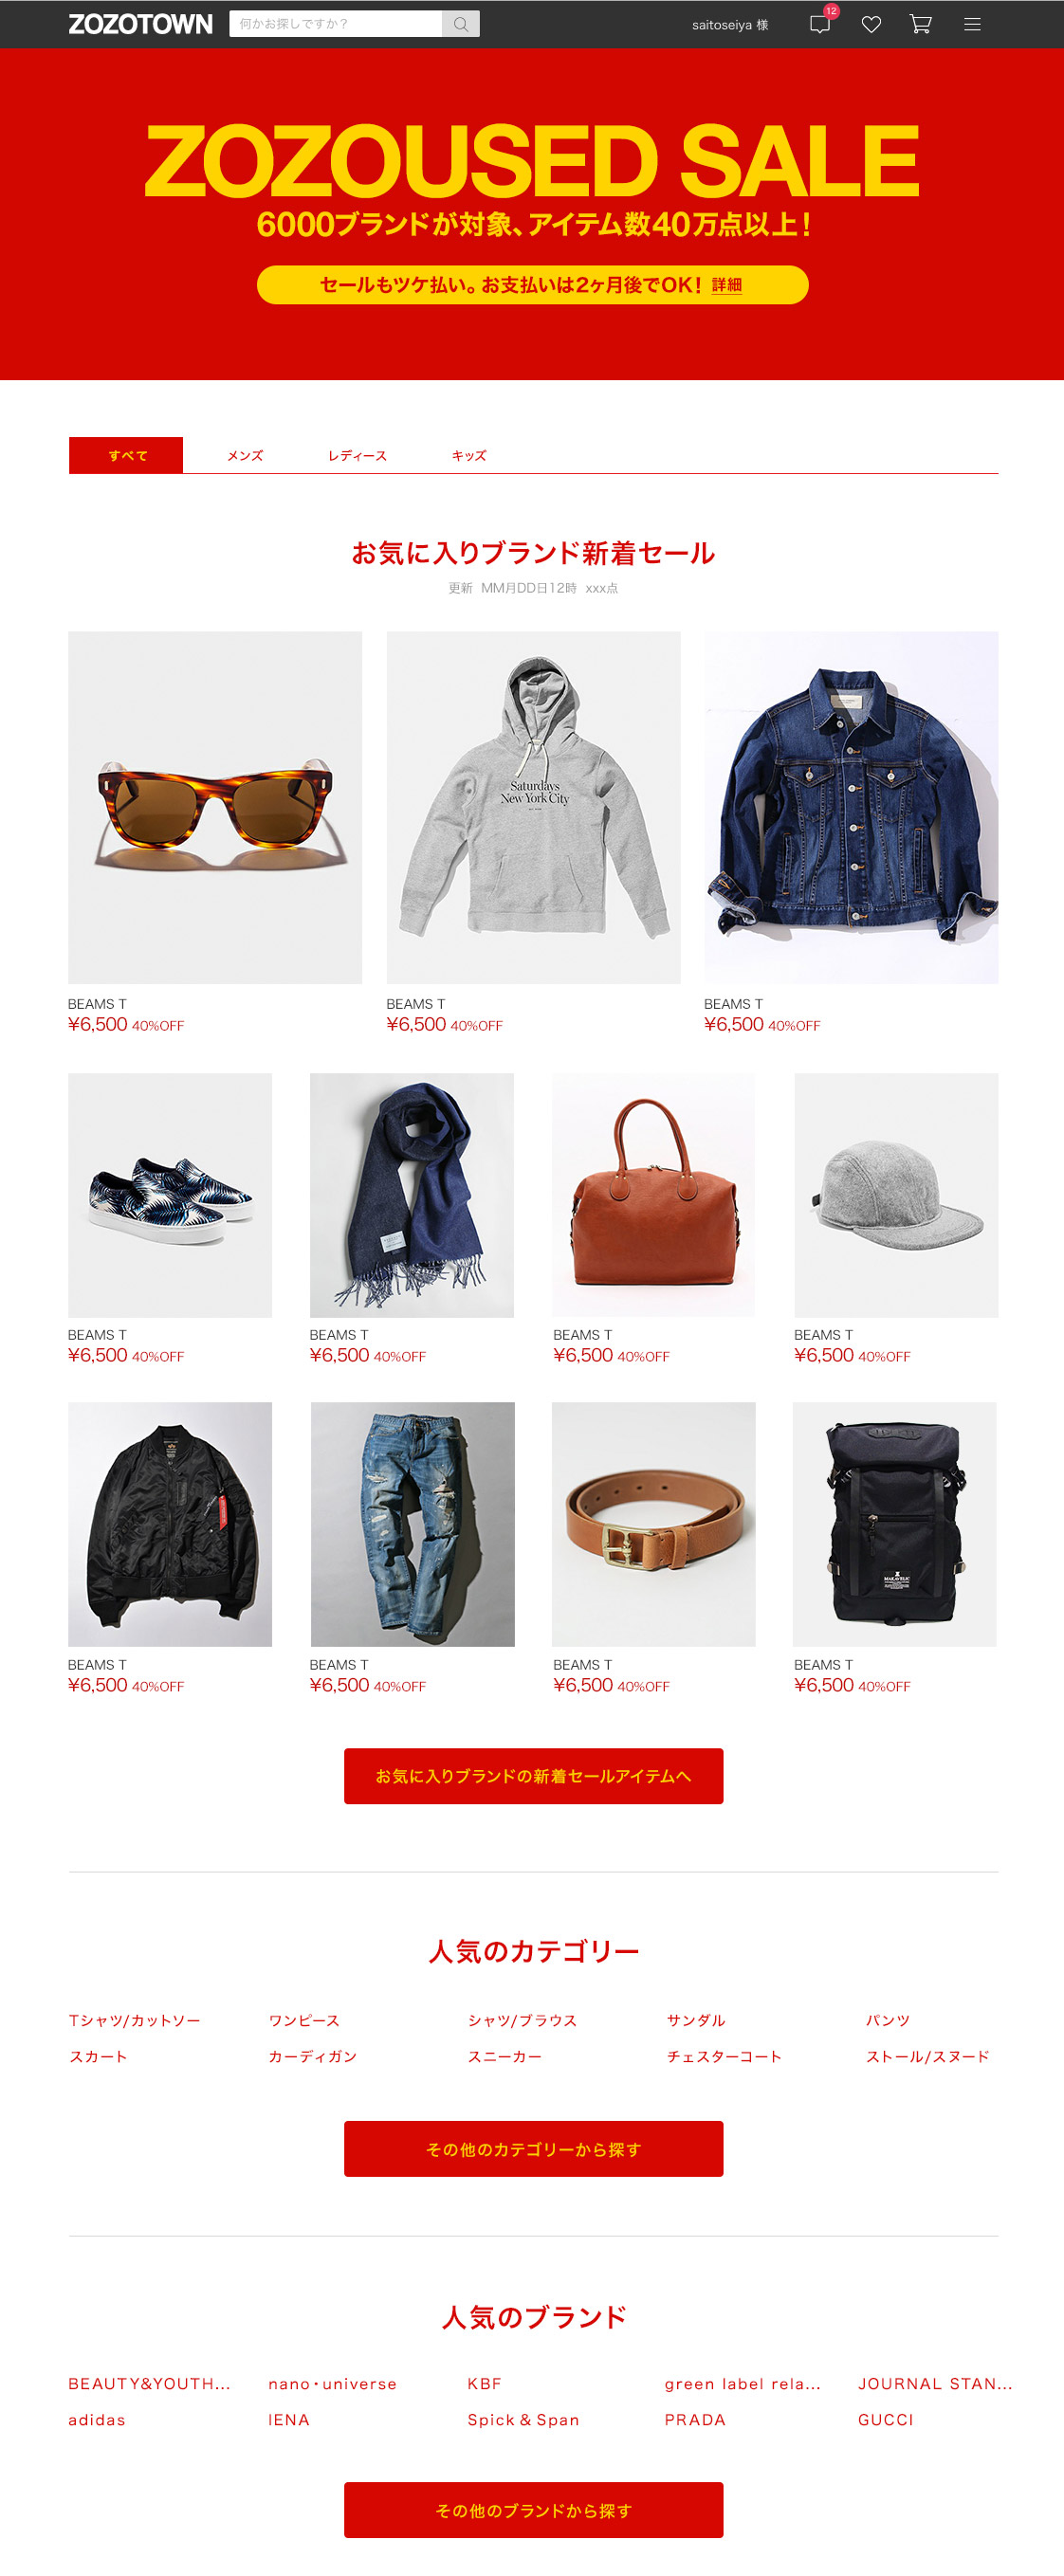 ZOZOTOWN 何かお探しですか？ saitoseiya 様 12
ZOZOUSED SALE
6000ブランドが対象、アイテム数40万点以上！
セールもツケ払い。お支払いは2ヶ月後でOK！ 詳細
すべて メンズ レディース キッズ
お気に入りブランド新着セール
更新 MM月DD日12時 xxx点
Saturdays
New York City
BEAMS T BEAMS T BEAMS T
¥6,500 40%OFF ¥6,500 40%OFF ¥6,500 40%OFF
BEAMS T BEAMS T BEAMS T BEAMS T
¥6,500 40%OFF ¥6,500 40%OFF ¥6,500 40%OFF ¥6,500 40%OFF
MAKAVELIC
BEAMS T BEAMS T BEAMS T BEAMS T
¥6,500 40%OFF ¥6,500 40%OFF ¥6,500 40%OFF ¥6,500 40%OFF
お気に入りブランドの新着セールアイテムへ
人気のカテゴリー
Tシャツ/カットソー ワンピース シャツ/ブラウス サンダル パンツ
スカート カーディガン スニーカー チェスターコート ストール/スヌード
その他のカテゴリーから探す
人気のブランド
BEAUTY&YOUTH... nano・universe KBF green label rela... JOURNAL STAN...
adidas IENA Spick & Span PRADA GUCCI
その他のブランドから探す